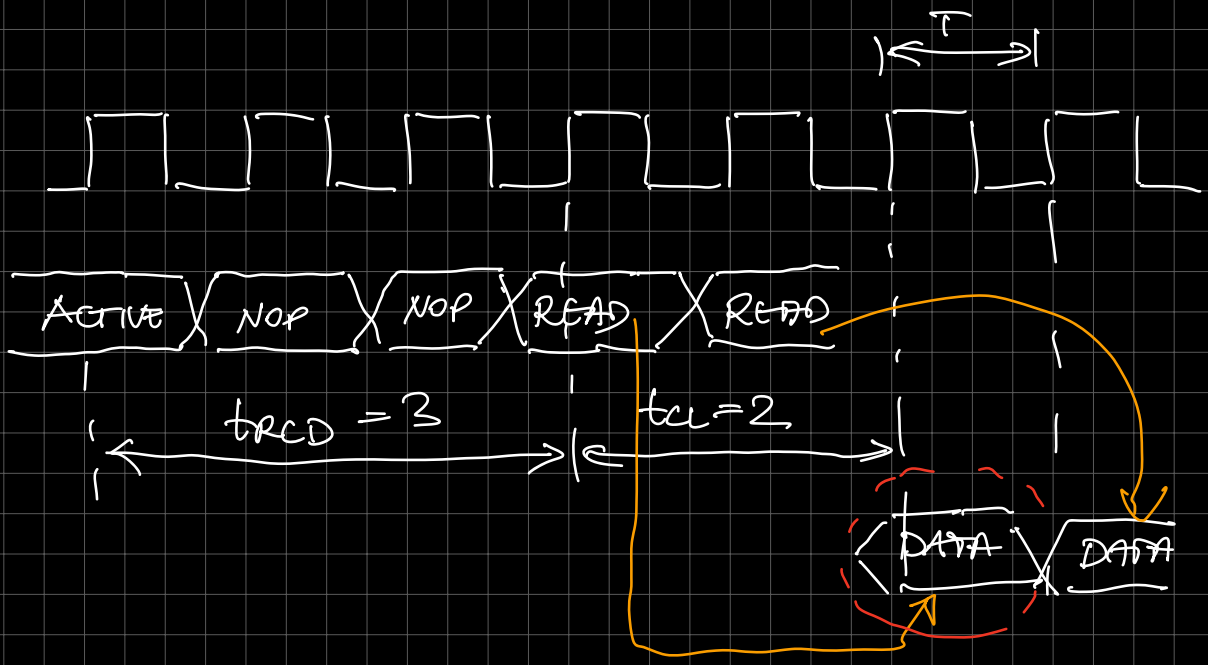 T
ACTIVE NOP NOP READ READ
tRCD = 3 tCL = 2
DATA DATA